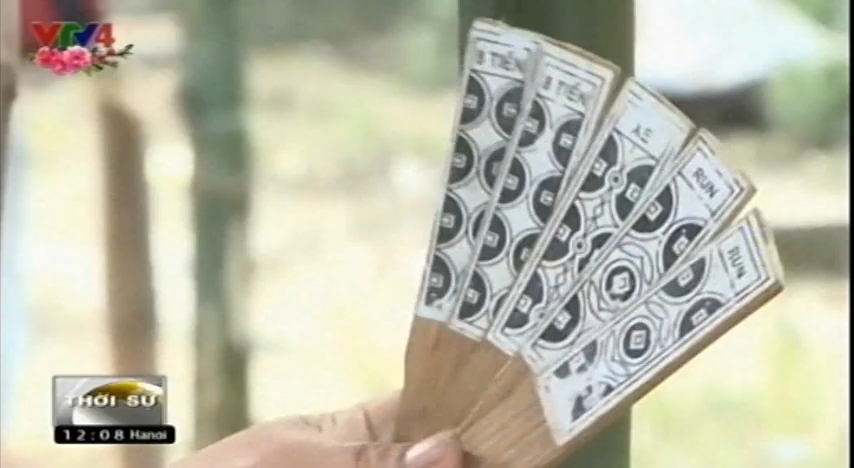 VTV4
8 TIỀN
8 TIỀN
XE
RUN
RUN
THỜI SỰ
12:08 Hanoi